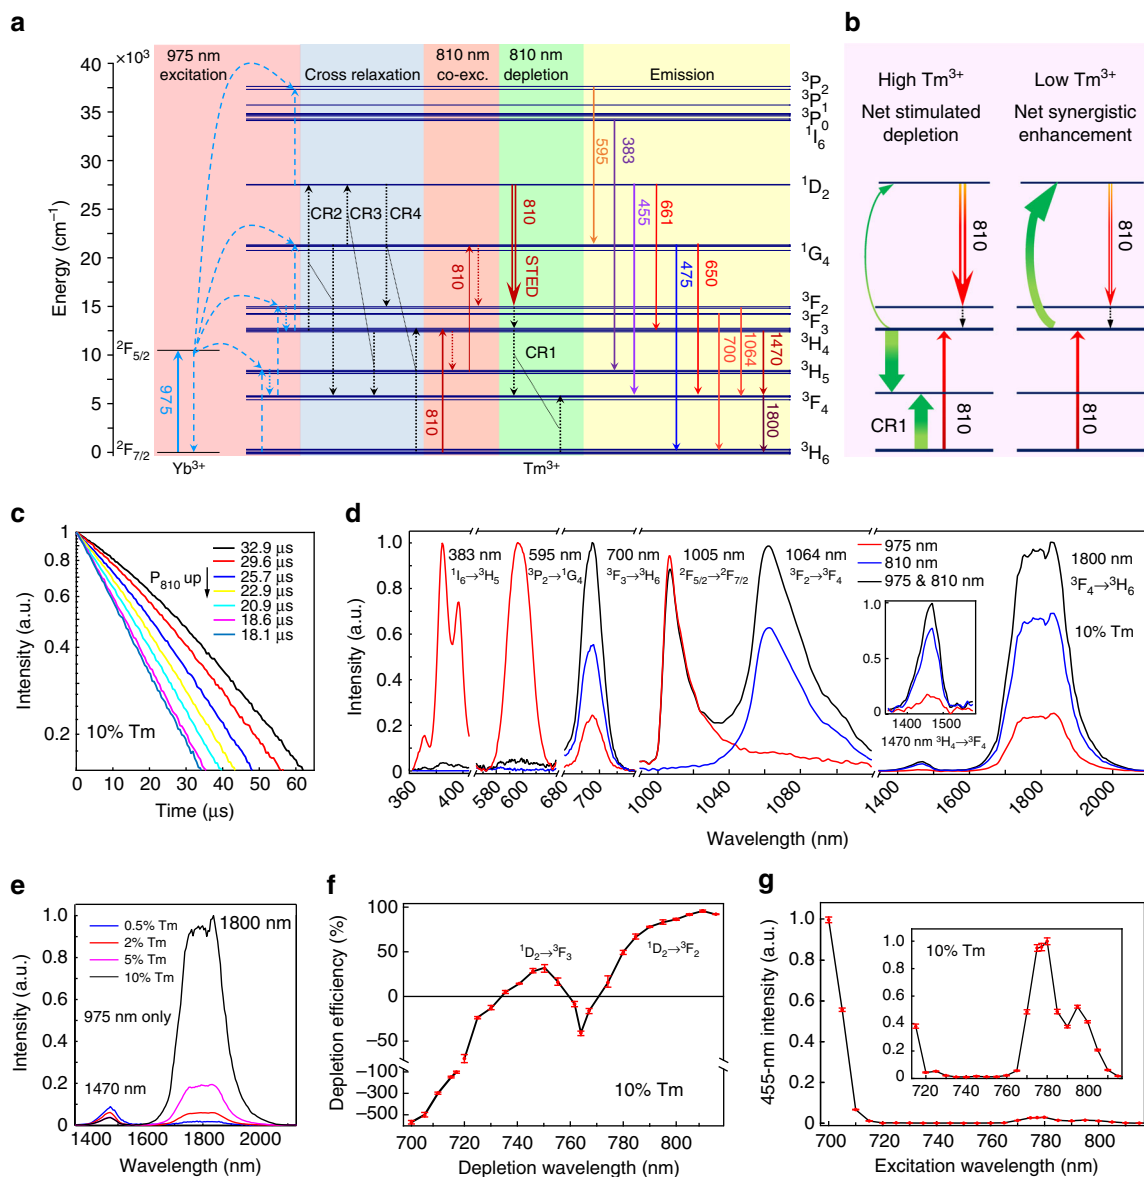 a
×10³
40
35
30
25
20
15
10
5
0
Energy (cm⁻¹)
975 nm
excitation
Cross relaxation
810 nm
co-exc.
810 nm
depletion
Emission
³P₂
³P₁
³P₀
¹I₆
¹D₂
¹G₄
³F₂
³F₃
³H₄
³H₅
³F₄
³H₆
²F₅/₂
²F₇/₂
975
Yb³⁺
Tm³⁺
CR2
CR3
CR4
810
810
810
STED
CR1
595
383
455
661
475
650
700
1064
1470
1800
b
High Tm³⁺
Net stimulated
depletion
Low Tm³⁺
Net synergistic
enhancement
810
810
CR1
810
810
c
1
0.8
0.6
0.4
0.2
Intensity (a.u.)
P₈₁₀ up
32.9 µs
29.6 µs
25.7 µs
22.9 µs
20.9 µs
18.6 µs
18.1 µs
10% Tm
0 10 20 30 40 50 60
Time (µs)
d
1.0
0.8
0.6
0.4
0.2
0
Intensity (a.u.)
383 nm
¹I₆→³H₅
595 nm
³P₂→¹G₄
700 nm
³F₃→³H₆
1005 nm
²F₅/₂→²F₇/₂
1064 nm
³F₂→³F₄
975 nm
810 nm
975 & 810 nm
1800 nm
³F₄→³H₆
10% Tm
1.0
0.5
0
1400 1500
1470 nm ³H₄→³F₄
360 400 580 600 680 700 1000 1040 1080 1400 1600 1800 2000
Wavelength (nm)
e
1.0
0.8
0.6
0.4
0.2
0
Intensity (a.u.)
0.5% Tm
2% Tm
5% Tm
10% Tm
1800 nm
975 nm only
1470 nm
1400 1600 1800 2000
Wavelength (nm)
f
100
50
0
−50
−100
−300
−500
Depletion efficiency (%)
¹D₂→³F₃
¹D₂→³F₂
10% Tm
700 720 740 760 780 800
Depletion wavelength (nm)
g
1.0
0.8
0.6
0.4
0.2
0
455-nm intensity (a.u.)
10% Tm
1.0
0.8
0.6
0.4
0.2
0
720 740 760 780 800
700 720 740 760 780 800
Excitation wavelength (nm)